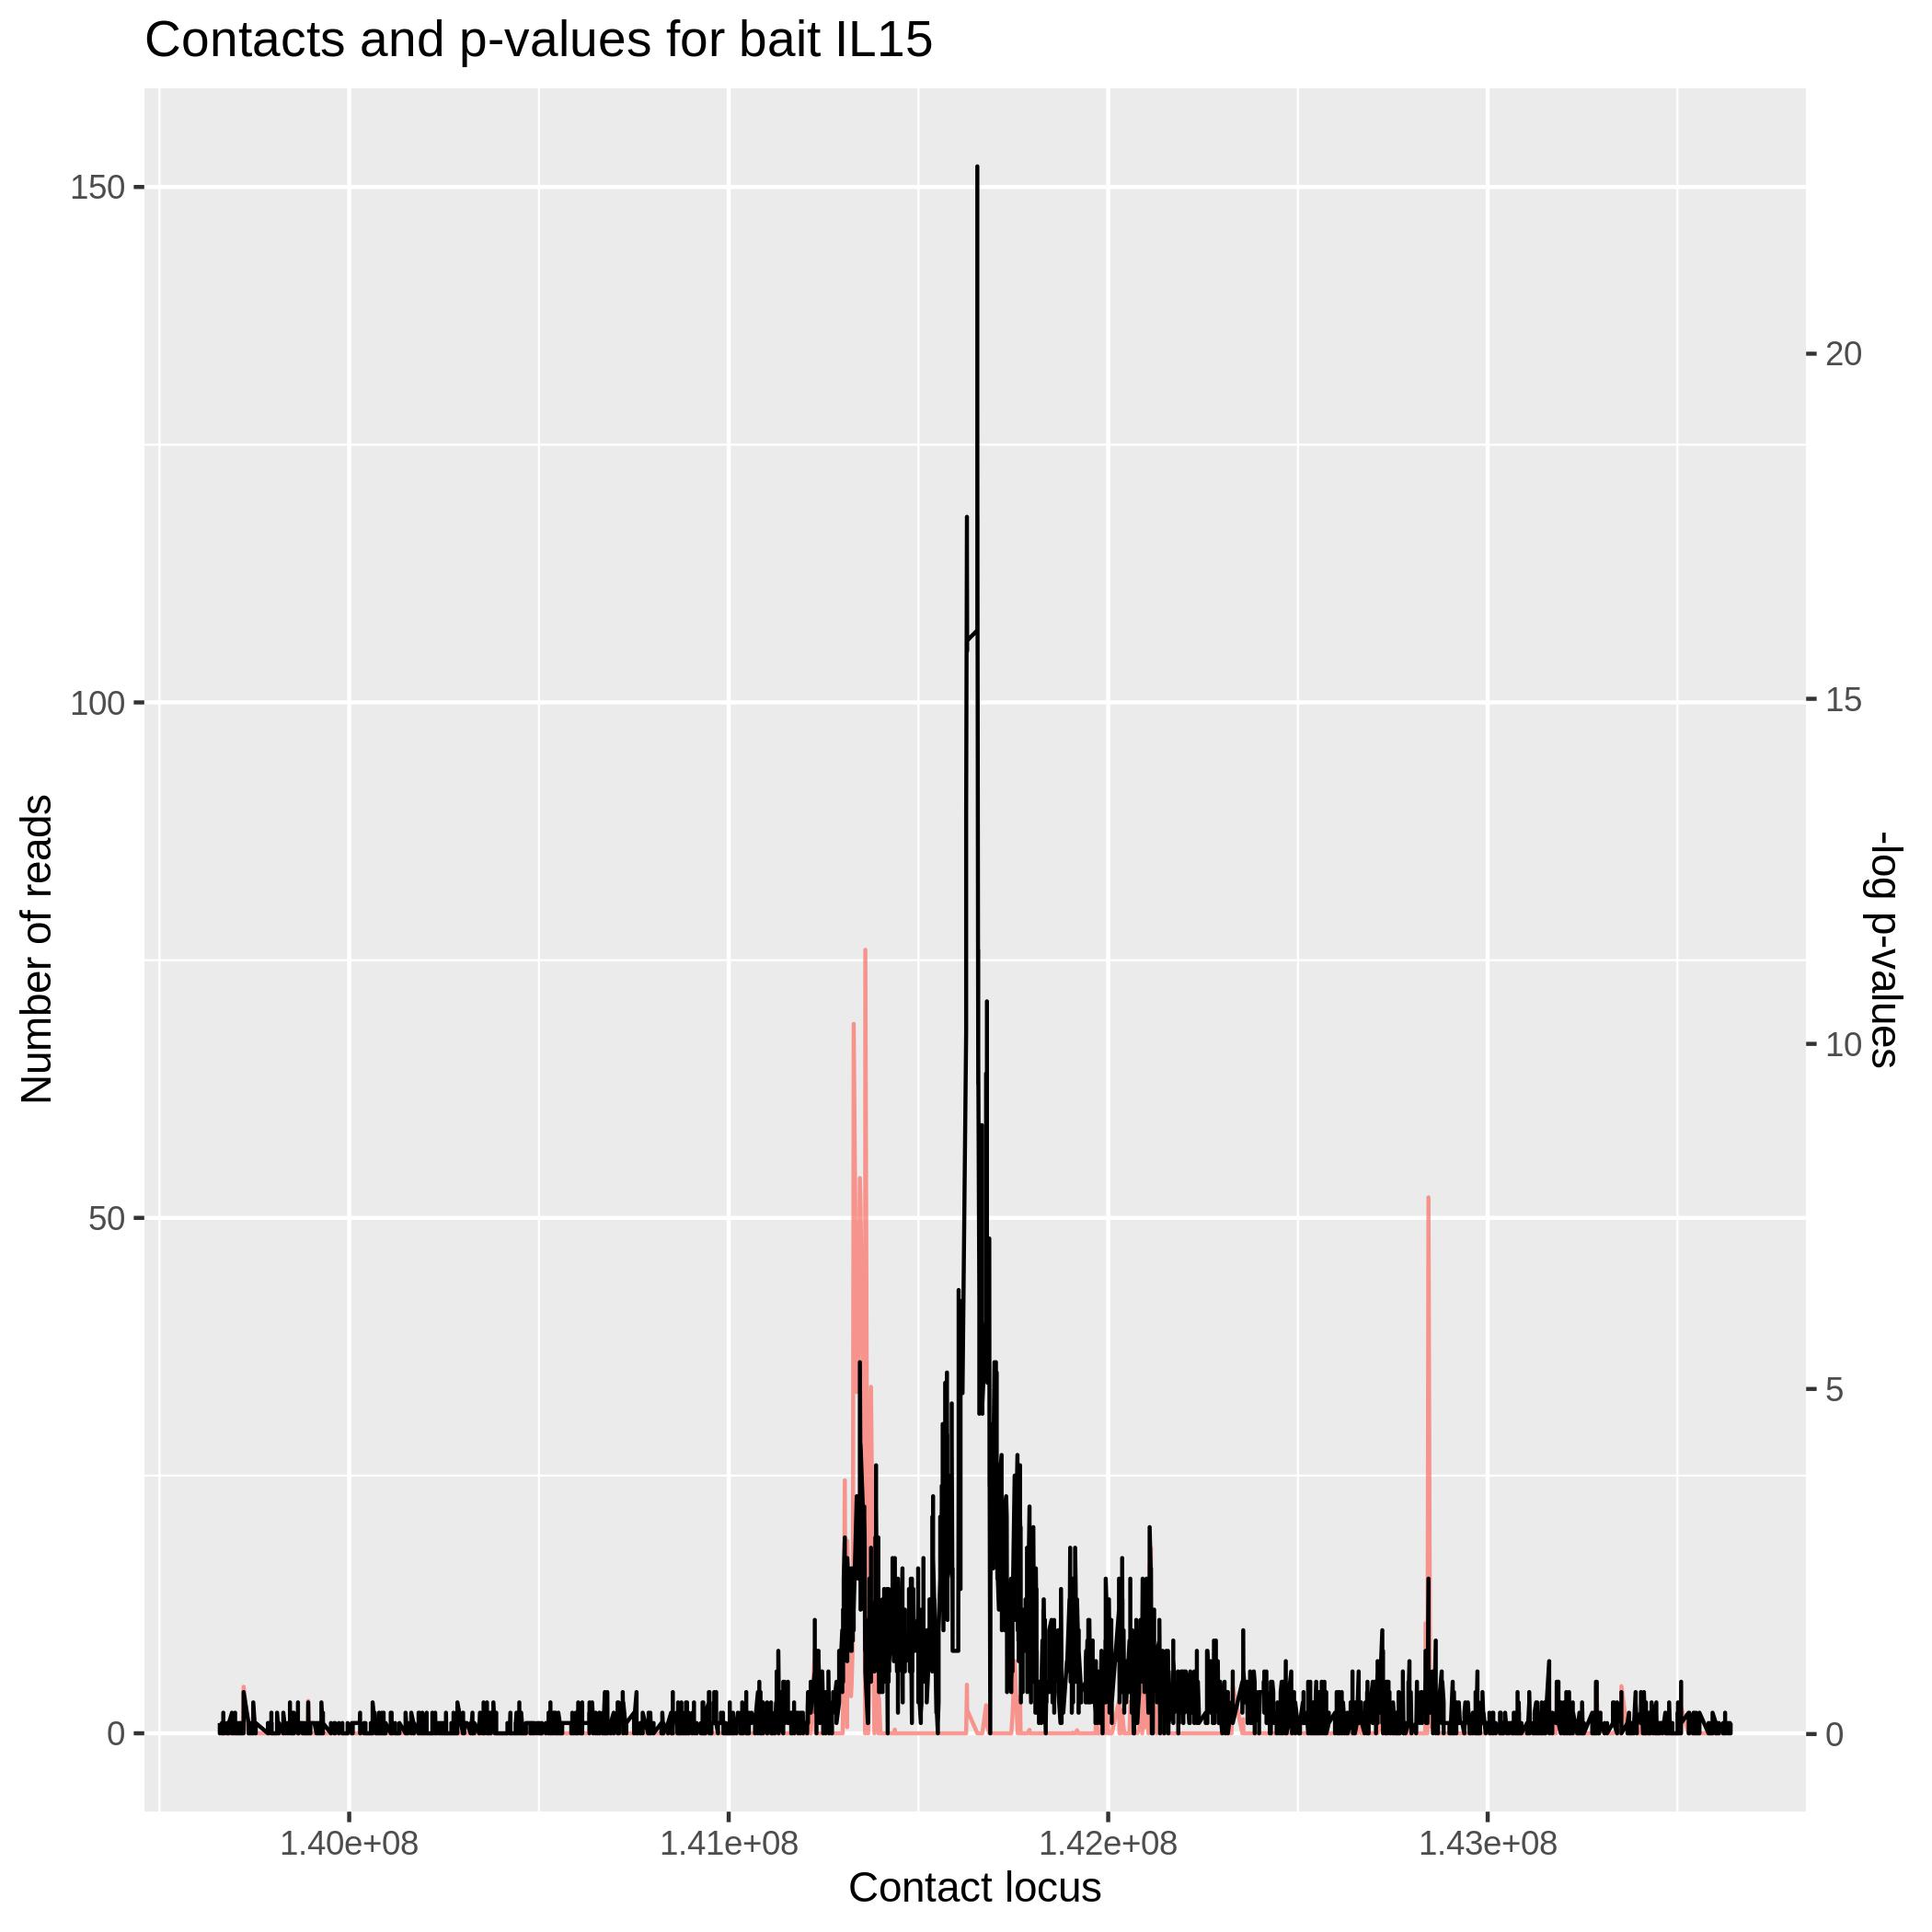 Contacts and p-values for bait IL15
150
100
50
0
Number of reads
20
15
10
5
0
-log p-values
1.40e+08
1.41e+08
1.42e+08
1.43e+08
Contact locus